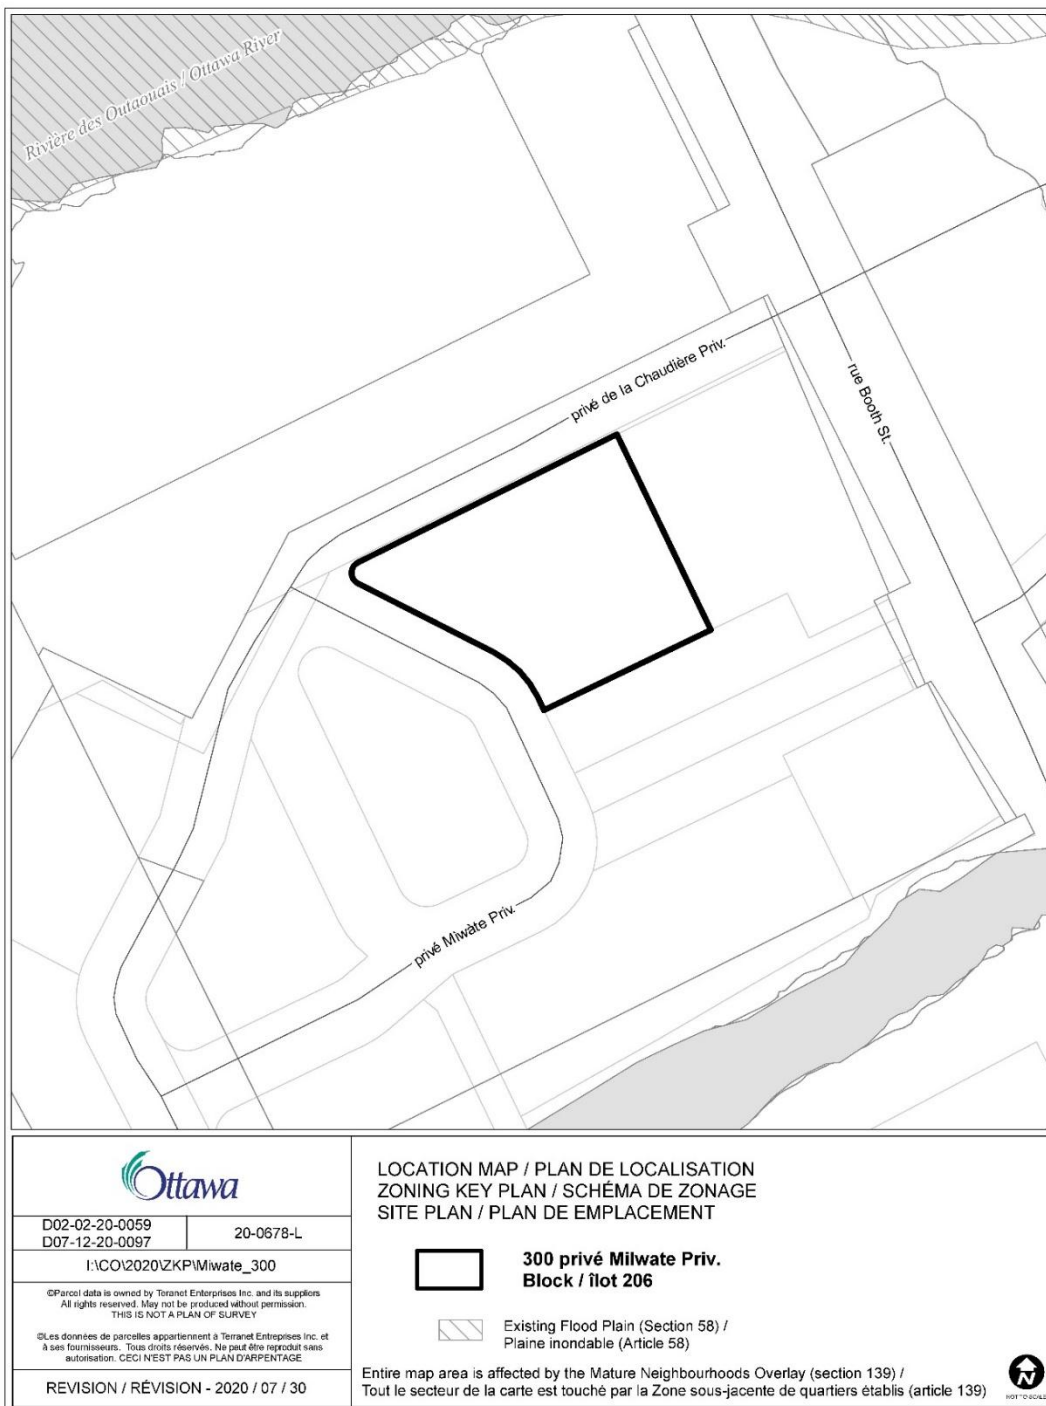 Rivière des Outaouais / Ottawa River
privé de la Chaudière Priv.
rue Booth St.
privé Miwàte Priv.
Ottawa
D02-02-20-0059
D07-12-20-0097
20-0678-L
I:\CO\2020\ZKP\Miwate_300
©Parcel data is owned by Teranet Enterprises Inc. and its suppliers
All rights reserved. May not be produced without permission.
THIS IS NOT A PLAN OF SURVEY
©Les données de parcelles appartiennent à Terranet Entreprises Inc. et
à ses fournisseurs. Tous droits réservés. Ne peut être reproduit sans
autorisation. CECI N'EST PAS UN PLAN D'ARPENTAGE
REVISION / RÉVISION - 2020 / 07 / 30
LOCATION MAP / PLAN DE LOCALISATION
ZONING KEY PLAN / SCHÉMA DE ZONAGE
SITE PLAN / PLAN DE EMPLACEMENT
300 privé Milwate Priv.
Block / îlot 206
Existing Flood Plain (Section 58) /
Plaine inondable (Article 58)
Entire map area is affected by the Mature Neighbourhoods Overlay (section 139) /
Tout le secteur de la carte est touché par la Zone sous-jacente de quartiers établis (article 139)
N
NOT TO SCALE